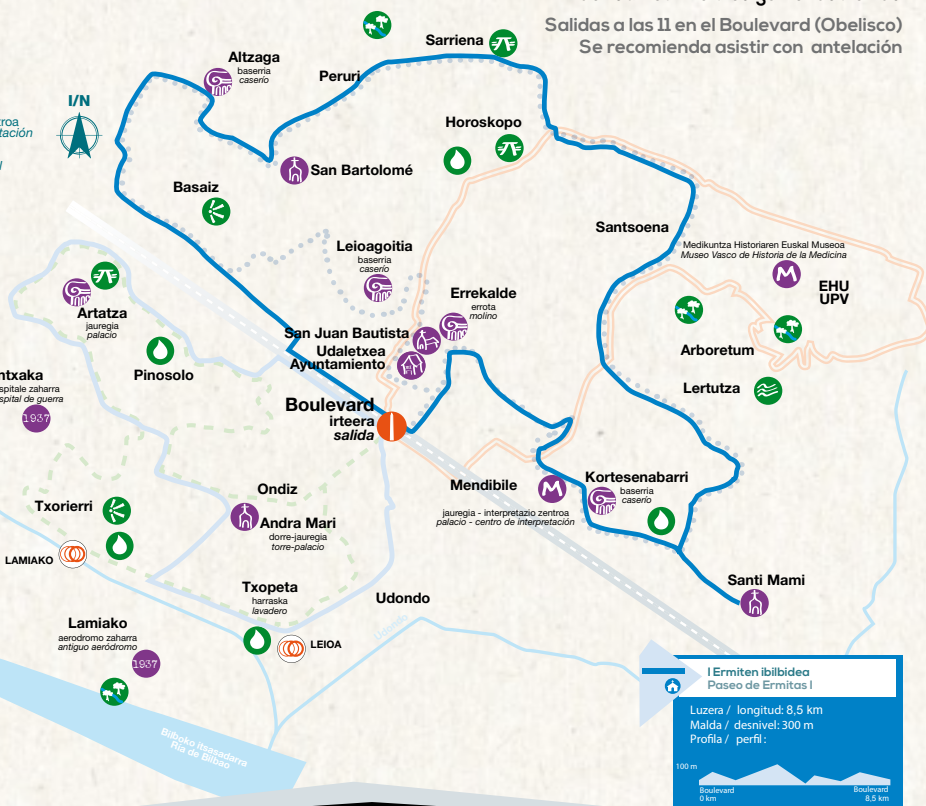 Salidas a las 11 en el Boulevard (Obelisco)
Se recomienda asistir con antelación
Sarriena
Altzaga
baserria
caserío
Peruri
I/N
Horoskopo
San Bartolomé
Basaiz
Santsoena
Leioagoitia
baserria
caserío
Medikuntza Historiaren Euskal Museoa
Museo Vasco de Historia de la Medicina
M
EHU
UPV
Errekalde
errota
molino
Artatza
jauregia
palacio
San Juan Bautista
Udaletxea
Ayuntamiento
Arboretum
Pinosolo
Lertutza
1937
Boulevard
irteera
salida
Mendibile
M
jauregia - interpretazio zentroa
palacio - centro de interpretación
Kortesenabarri
baserria
caserío
Ondiz
Txorierri
Andra Mari
dorre-jauregia
torre-palacio
LAMIAKO
Santi Mami
Txopeta
harraska
lavadero
Udondo
Udondo
LEIOA
Lamiako
aerodromo zaharra
antiguo aeródromo
1937
Bilboko itsasadarra
Ría de Bilbao
I Ermiten ibilbidea
Paseo de Ermitas I
Luzera / longitud: 8,5 km
Malda / desnivel: 300 m
Profila / perfil:
100 m
Boulevard
0 km
Boulevard
8,5 km